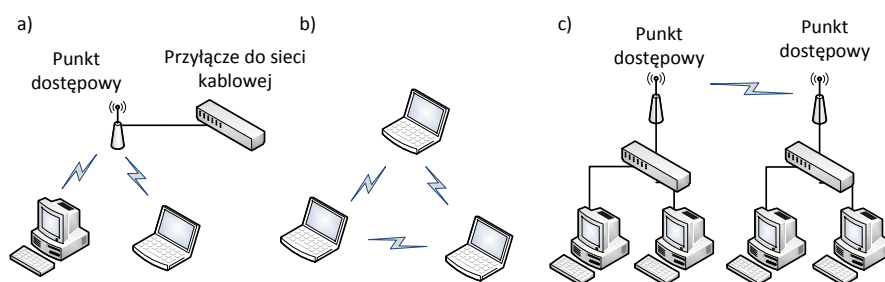 a)
Punkt
dostępowy
Przyłącze do sieci
kablowej
b)
c)
Punkt
dostępowy
Punkt
dostępowy